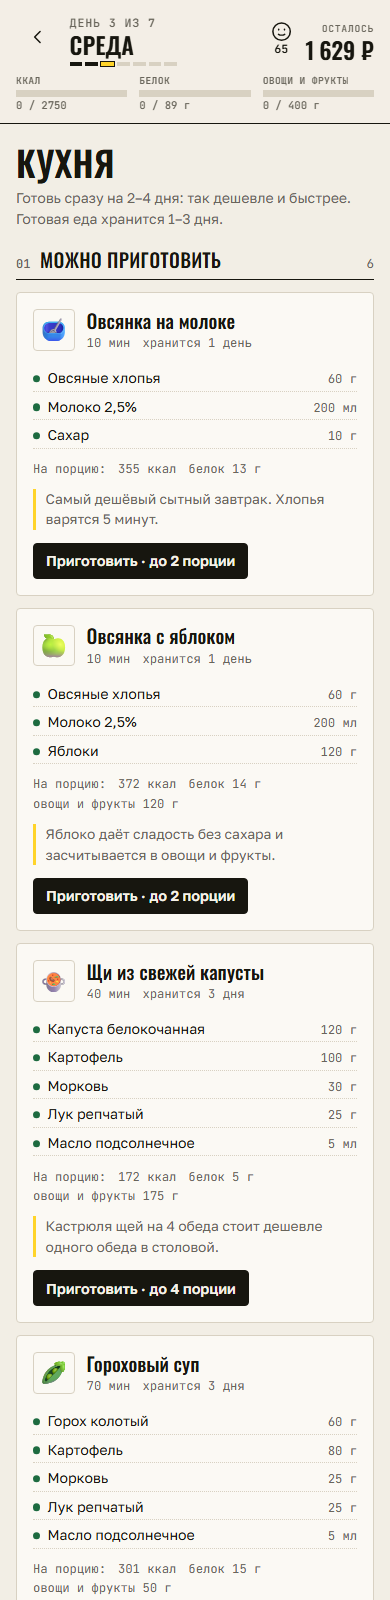 ДЕНЬ 3 ИЗ 7
СРЕДА
65
ОСТАЛОСЬ
1 629 ₽
ККАЛ
0 / 2750
БЕЛОК
0 / 89 г
ОВОЩИ И ФРУКТЫ
0 / 400 г
КУХНЯ
Готовь сразу на 2–4 дня: так дешевле и быстрее.
Готовая еда хранится 1–3 дня.
01 МОЖНО ПРИГОТОВИТЬ 6
Овсянка на молоке
10 мин хранится 1 день
Овсяные хлопья 60 г
Молоко 2,5% 200 мл
Сахар 10 г
На порцию: 355 ккал белок 13 г
Самый дешёвый сытный завтрак. Хлопья
варятся 5 минут.
Приготовить · до 2 порции
Овсянка с яблоком
10 мин хранится 1 день
Овсяные хлопья 60 г
Молоко 2,5% 200 мл
Яблоки 120 г
На порцию: 372 ккал белок 14 г
овощи и фрукты 120 г
Яблоко даёт сладость без сахара и
засчитывается в овощи и фрукты.
Приготовить · до 2 порции
Щи из свежей капусты
40 мин хранится 3 дня
Капуста белокочанная 120 г
Картофель 100 г
Морковь 30 г
Лук репчатый 25 г
Масло подсолнечное 5 мл
На порцию: 172 ккал белок 5 г
овощи и фрукты 175 г
Кастрюля щей на 4 обеда стоит дешевле
одного обеда в столовой.
Приготовить · до 4 порции
Гороховый суп
70 мин хранится 3 дня
Горох колотый 60 г
Картофель 80 г
Морковь 25 г
Лук репчатый 25 г
Масло подсолнечное 5 мл
На порцию: 301 ккал белок 15 г
овощи и фрукты 50 г